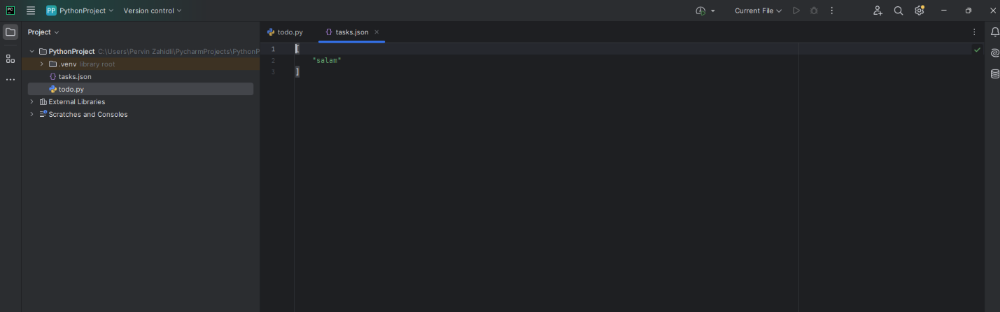 PC PP PythonProject Version control Current File
Project
todo.py {} tasks.json
PythonProject C:\Users\Pervin Zahidli\PycharmProjects\PythonP
.venv library root
{} tasks.json
todo.py
External Libraries
Scratches and Consoles
1 [
2 "salam"
3 ]